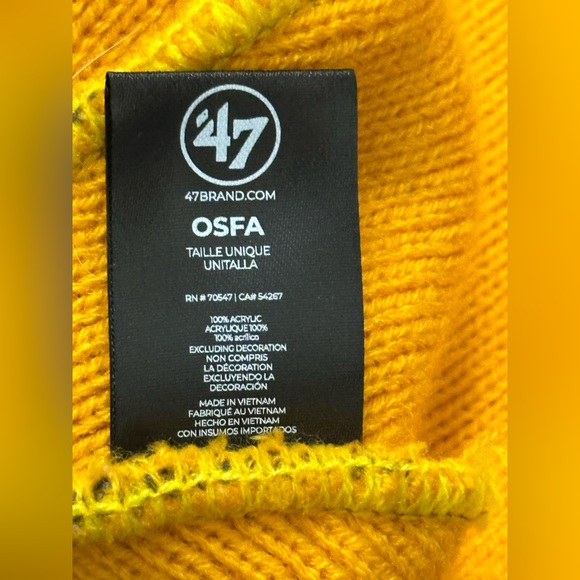 '47
47BRAND.COM
OSFA
TAILLE UNIQUE
UNITALLA
RN # 70547 | CA# 54267
100% ACRYLIC
ACRYLIQUE 100%
100% acrílico
EXCLUDING DECORATION
NON COMPRIS
LA DÉCORATION
EXCLUYENDO LA
DECORACIÓN
MADE IN VIETNAM
FABRIQUÉ AU VIETNAM
HECHO EN VIETNAM
CON INSUMOS IMPORTADOS